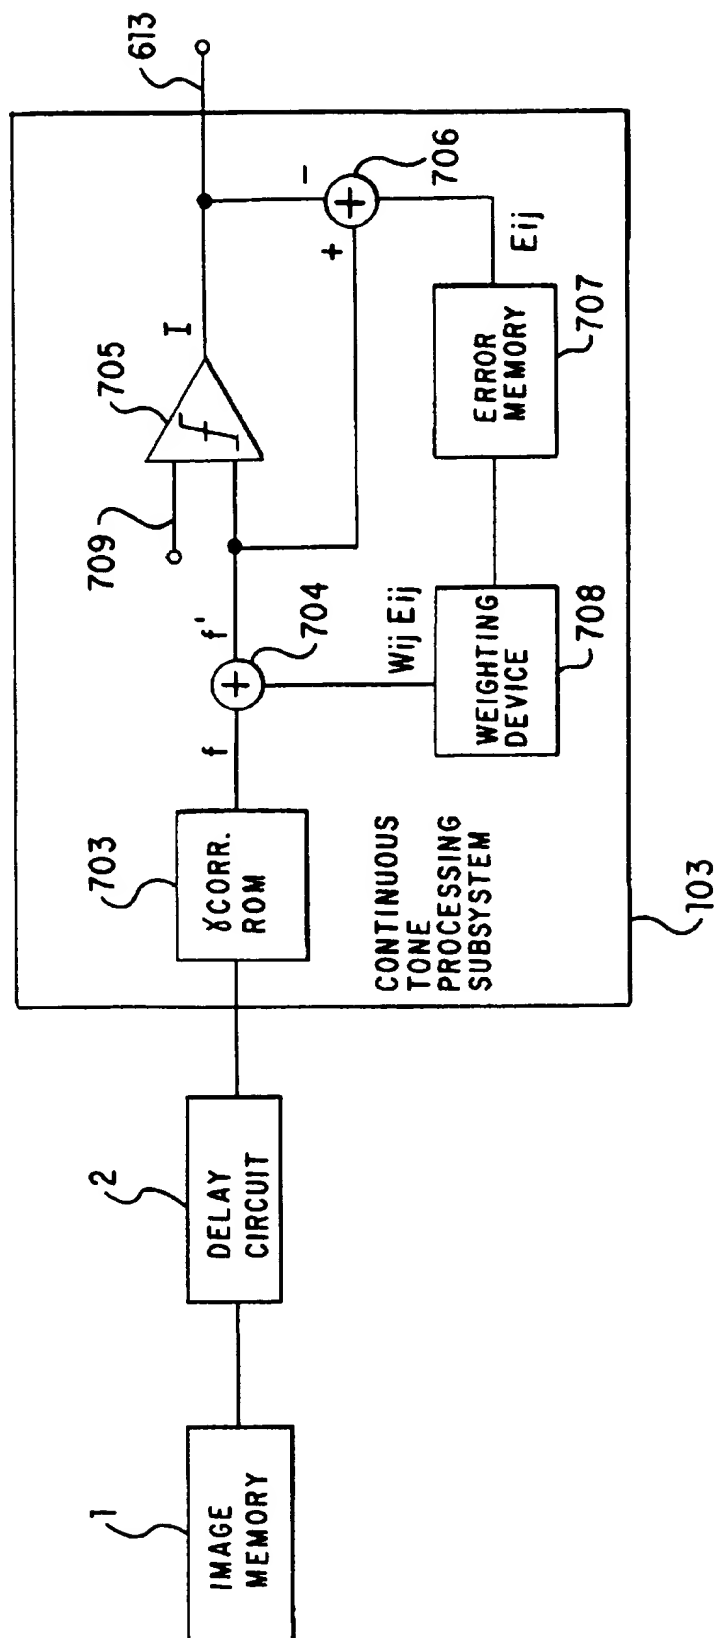 1
IMAGE
MEMORY
2
DELAY
CIRCUIT
703
γCORR.
ROM
f
704
f'
709
705
I
613
-
+
706
Eij
ERROR
MEMORY
707
Wij Eij
WEIGHTING
DEVICE
708
CONTINUOUS
TONE
PROCESSING
SUBSYSTEM
103